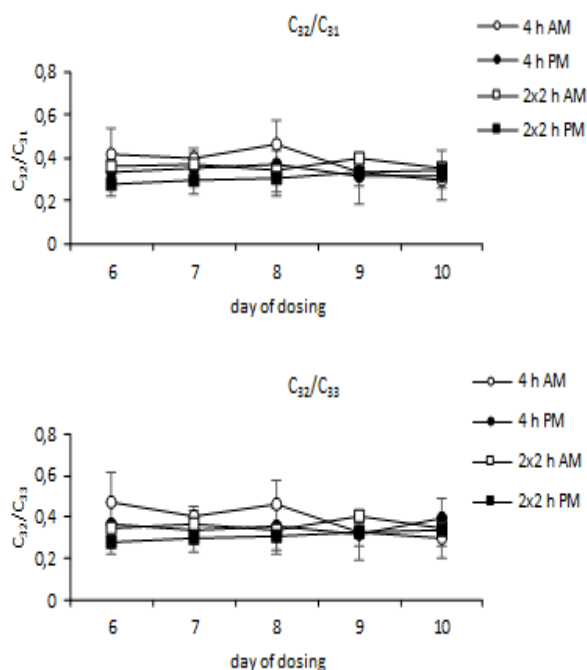 C₃₂/C₃₁
4 h AM
4 h PM
2x2 h AM
2x2 h PM
0,8
0,6
0,4
0,2
0
C₃₂/C₃₁
6 7 8 9 10
day of dosing
C₃₂/C₃₃
4 h AM
4 h PM
2x2 h AM
2x2 h PM
0,8
0,6
0,4
0,2
0
C₃₂/C₃₃
6 7 8 9 10
day of dosing